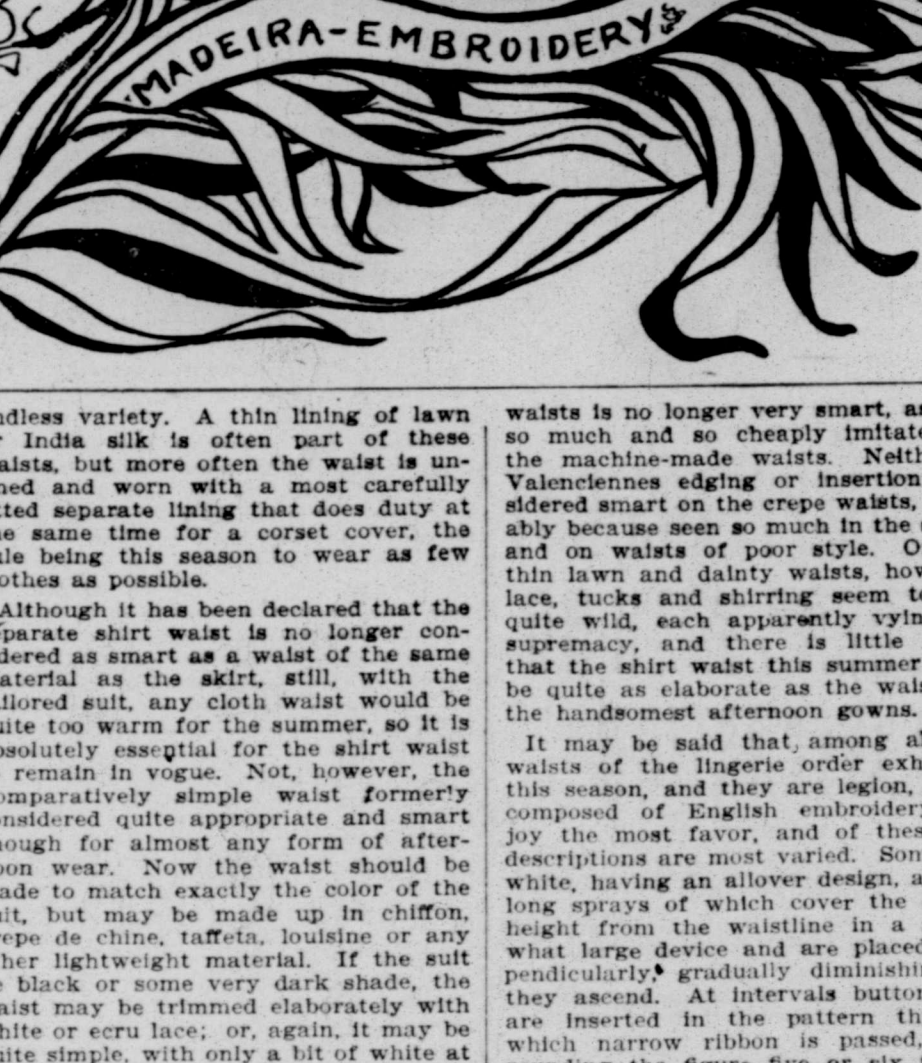 MADEIRA-EMBROIDERY
ndless variety. A thin lining of lawn
r India silk is often part of these
aists, but more often the waist is un-
ned and worn with a most carefully
tted separate lining that does duty at
e same time for a corset cover, the
le being this season to wear as few
othes as possible.
Although it has been declared that the
parate shirt waist is no longer con-
dered as smart as a waist of the same
aterial as the skirt, still, with the
ilored suit, any cloth waist would be
uite too warm for the summer, so it is
bsolutely essential for the shirt waist
remain in vogue. Not, however, the
omparatively simple waist formerly
nsidered quite appropriate and smart
nough for almost any form of after-
oon wear. Now the waist should be
ade to match exactly the color of the
uit, but may be made up in chiffon,
repe de chine, taffeta, louisine or any
her lightweight material. If the suit
e black or some very dark shade, the
aist may be trimmed elaborately with
hite or ecru lace; or, again, it may be
uite simple, with only a bit of white at
waists is no longer very smart, as
so much and so cheaply imitate
the machine-made waists. Neith
Valenciennes edging or insertion
sidered smart on the crepe waists,
ably because seen so much in the
and on waists of poor style. O
thin lawn and dainty waists, how
lace, tucks and shirring seem to
quite wild, each apparently vyin
supremacy, and there is little
that the shirt waist this summer
be quite as elaborate as the wais
the handsomest afternoon gowns.
It may be said that, among al
waists of the lingerie order exh
this season, and they are legion,
composed of English embroider
joy the most favor, and of thes
descriptions are most varied. Som
white, having an allover design, a
long sprays of which cover the
height from the waistline in a
what large device and are placed
pendicularly, gradually diminishi
they ascend. At intervals button
are inserted in the pattern th
which narrow ribbon is passed